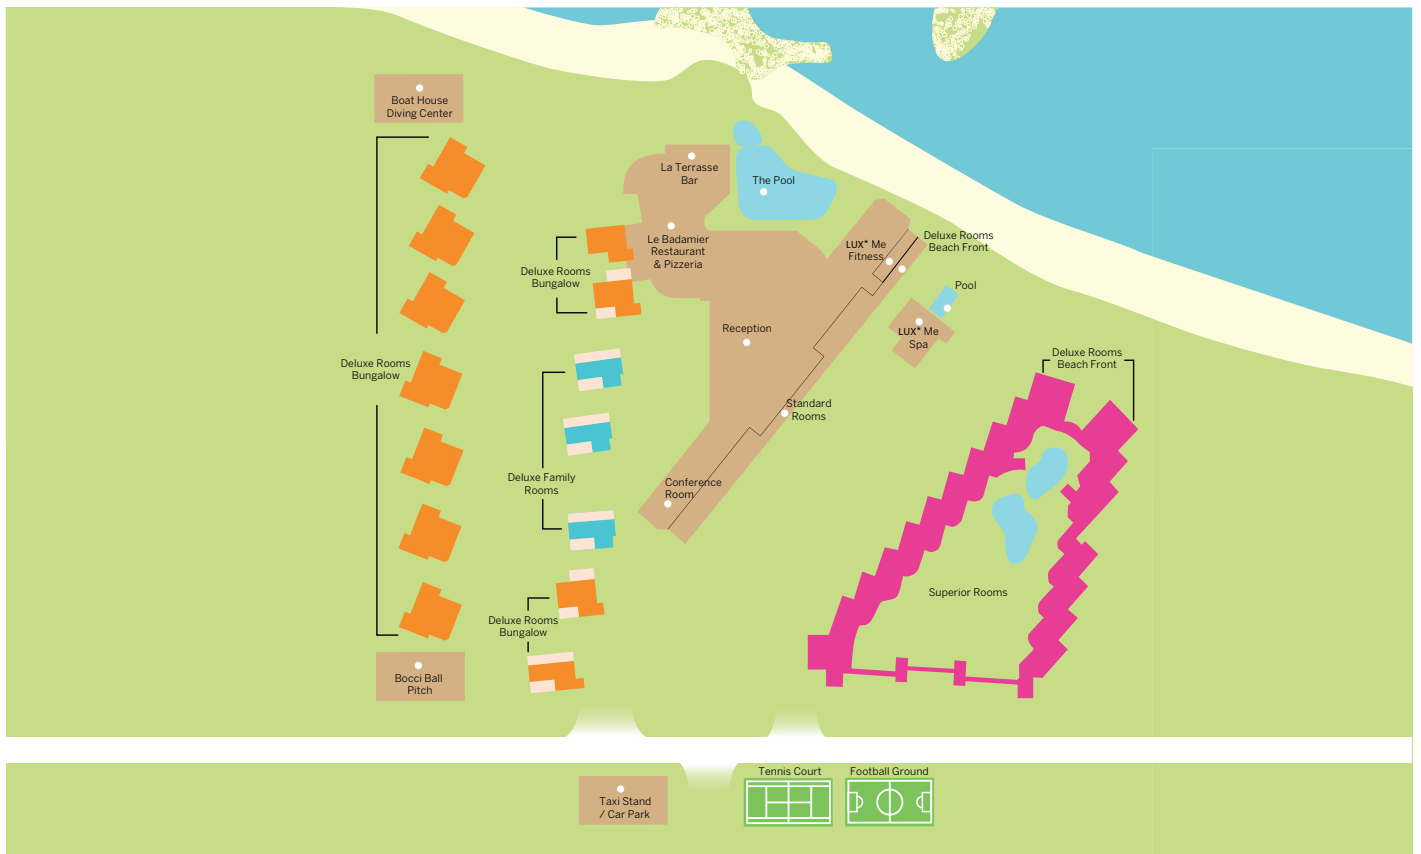 Boat House
Diving Center
La Terrasse
Bar
The Pool
Le Badamier
Restaurant
& Pizzeria
LUX* Me
Fitness
Deluxe Rooms
Beach Front
Deluxe Rooms
Bungalow
Pool
Reception
LUX* Me
Spa
Deluxe Rooms
Bungalow
Deluxe Rooms
Beach Front
Standard
Rooms
Deluxe Family
Rooms
Conference
Room
Superior Rooms
Deluxe Rooms
Bungalow
Bocci Ball
Pitch
Tennis Court
Football Ground
Taxi Stand
/ Car Park